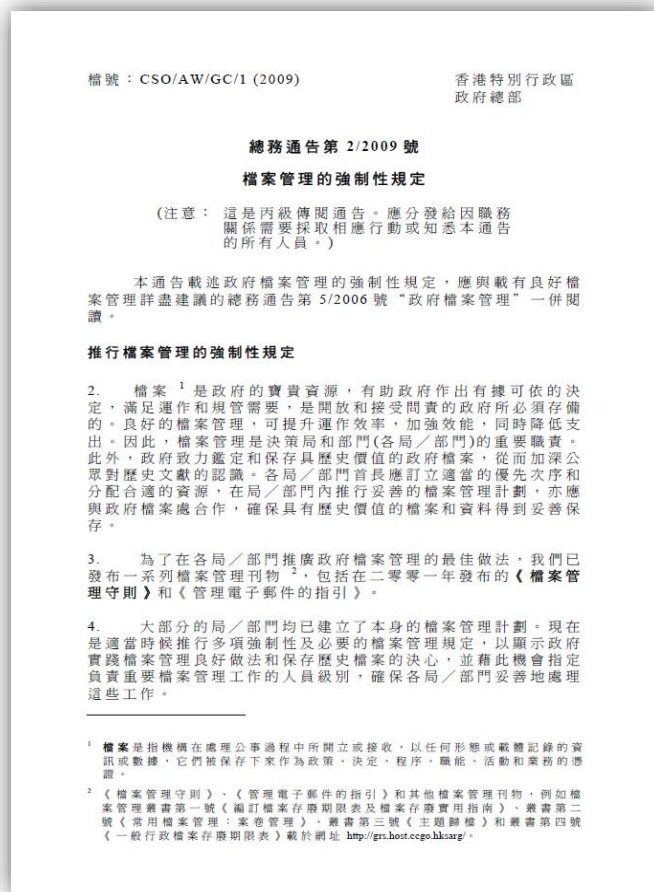 檔號：CSO/AW/GC/1 (2009)
香港特別行政區
政府總部
總務通告第 2/2009 號
檔案管理的強制性規定
(注意： 這是丙級傳閱通告。應分發給因職務
關係需要採取相應行動或知悉本通告
的所有人員。)
本通告載述政府檔案管理的強制性規定，應與載有良好檔
案管理詳盡建議的總務通告第 5/2006 號“政府檔案管理”一併閱
讀。
推行檔案管理的強制性規定
2. 檔案 1 是政府的寶貴資源，有助政府作出有據可依的決
定，滿足運作和規管需要，是開放和接受問責的政府所必須存備
的。良好的檔案管理，可提升運作效率，加強效能，同時降低支
出。因此，檔案管理是決策局和部門(各局／部門)的重要職責。
此外，政府致力鑑定和保存具歷史價值的政府檔案，從而加深公
眾對歷史文獻的認識。各局／部門首長應訂立適當的優先次序和
分配合適的資源，在局／部門內推行妥善的檔案管理計劃，亦應
與政府檔案處合作，確保具有歷史價值的檔案和資料得到妥善保
存。
3. 為了在各局／部門推廣政府檔案管理的最佳做法，我們已
發布一系列檔案管理刊物 2，包括在二零零一年發布的《檔案管
理守則》和《管理電子郵件的指引》。
4. 大部分的局／部門均已建立了本身的檔案管理計劃。現在
是適當時候推行多項強制性及必要的檔案管理規定，以顯示政府
實踐檔案管理良好做法和保存歷史檔案的決心，並藉此機會指定
負責重要檔案管理工作的人員級別，確保各局／部門妥善地處理
這些工作。
1 檔案是指機構在處理公事過程中所開立或接收，以任何形態或載體記錄的資
訊或數據，它們被保存下來作為政策、決定、程序、職能、活動和業務的憑
證。
2 《檔案管理守則》、《管理電子郵件的指引》和其他檔案管理刊物，例如檔
案管理叢書第一號《編訂檔案存廢期限表及檔案存廢實用指南》、叢書第二
號《常用檔案管理：案卷管理》、叢書第三號《主題歸檔》和叢書第四號
《一般行政檔案存廢期限表》載於網址 http://grs.host.ccgo.hksarg/。